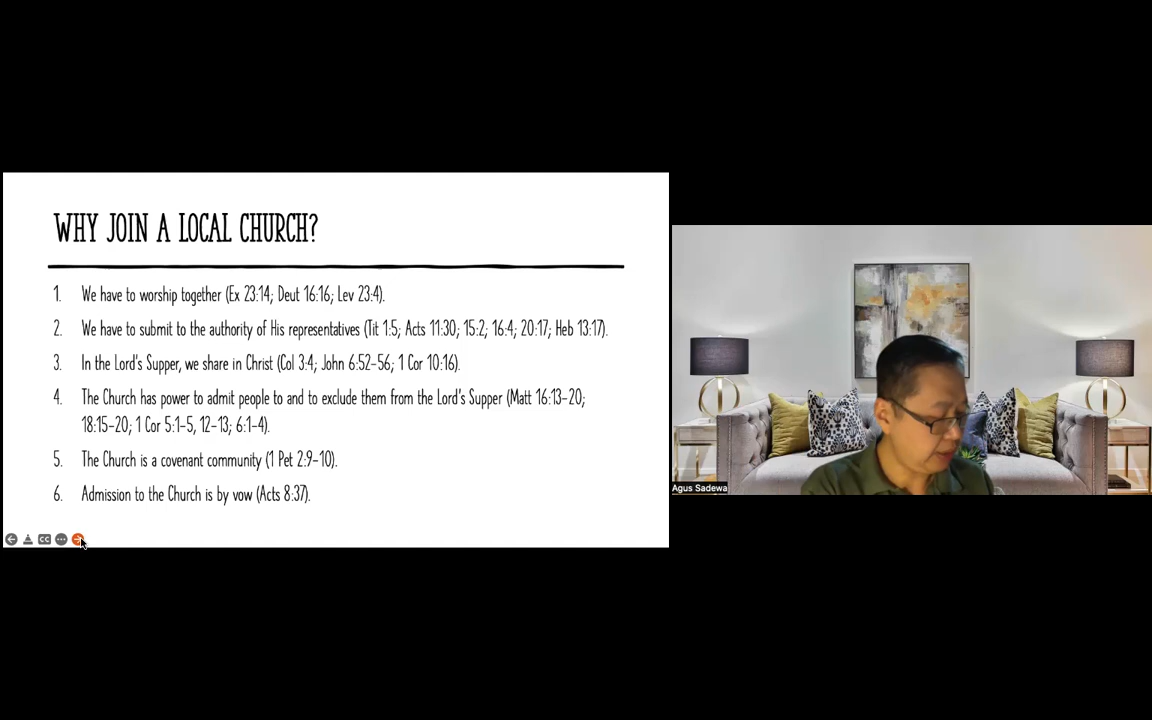 WHY JOIN A LOCAL CHURCH?
1. We have to worship together (Ex 23:14; Deut 16:16; Lev 23:4).
2. We have to submit to the authority of His representatives (Tit 1:5; Acts 11:30; 15:2; 16:4; 20:17; Heb 13:17).
3. In the Lord's Supper, we share in Christ (Col 3:4; John 6:52-56; 1 Cor 10:16).
4. The Church has power to admit people to and to exclude them from the Lord's Supper (Matt 16:13-20;
18:15-20; 1 Cor 5:1-5, 12-13; 6:1-4).
5. The Church is a covenant community (1 Pet 2:9-10).
6. Admission to the Church is by vow (Acts 8:37).
CC
Agus Sadewa